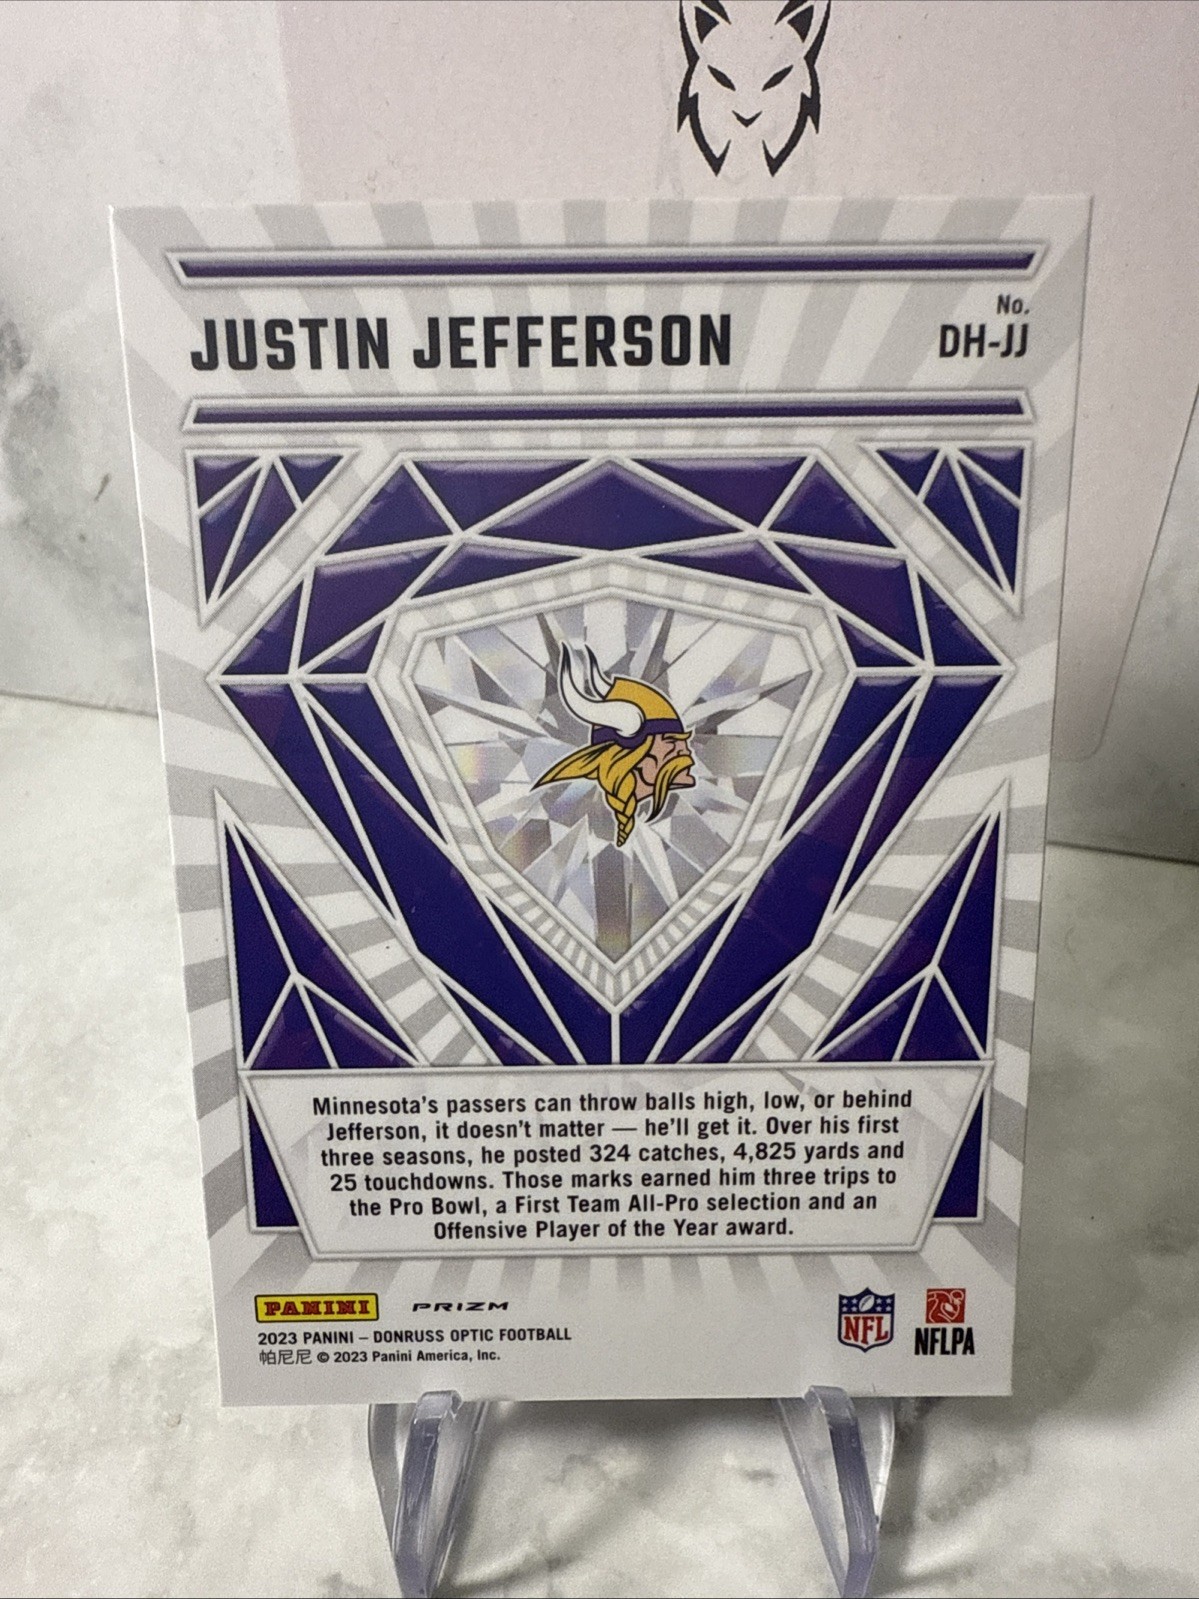 No.
JUSTIN JEFFERSON DH-JJ
Minnesota's passers can throw balls high, low, or behind
Jefferson, it doesn't matter — he'll get it. Over his first
three seasons, he posted 324 catches, 4,825 yards and
25 touchdowns. Those marks earned him three trips to
the Pro Bowl, a First Team All-Pro selection and an
Offensive Player of the Year award.
PANINI PRIZM NFL NFLPA
2023 PANINI – DONRUSS OPTIC FOOTBALL
帕尼尼 © 2023 Panini America, Inc.